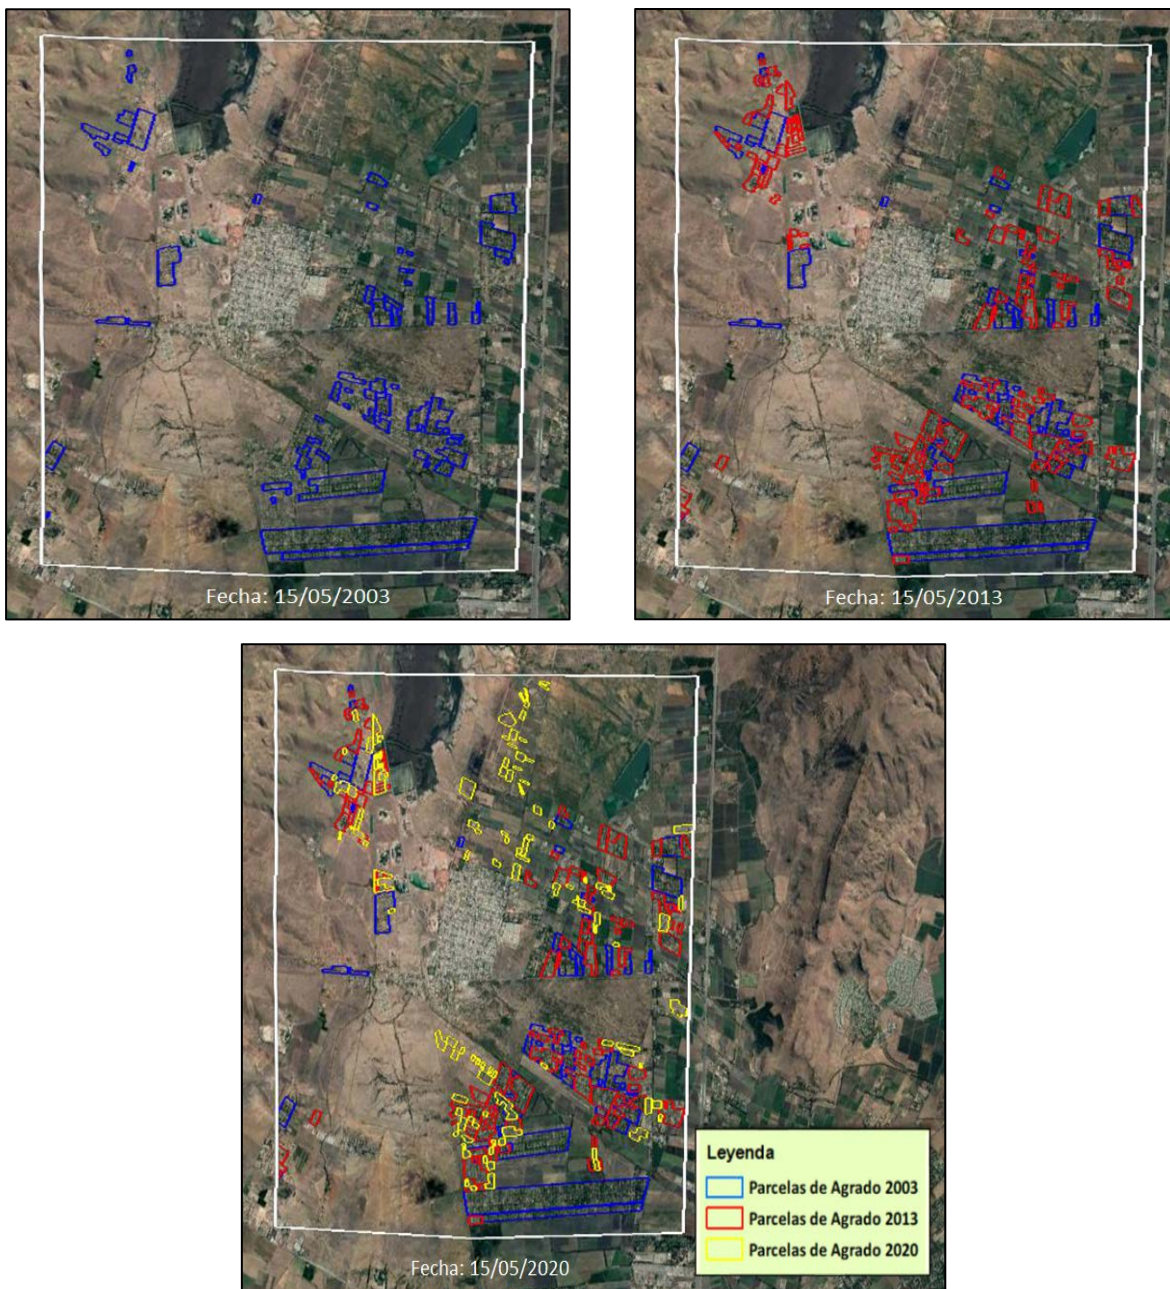 Fecha: 15/05/2003
Fecha: 15/05/2013
Fecha: 15/05/2020
Leyenda
Parcelas de Agrado 2003
Parcelas de Agrado 2013
Parcelas de Agrado 2020